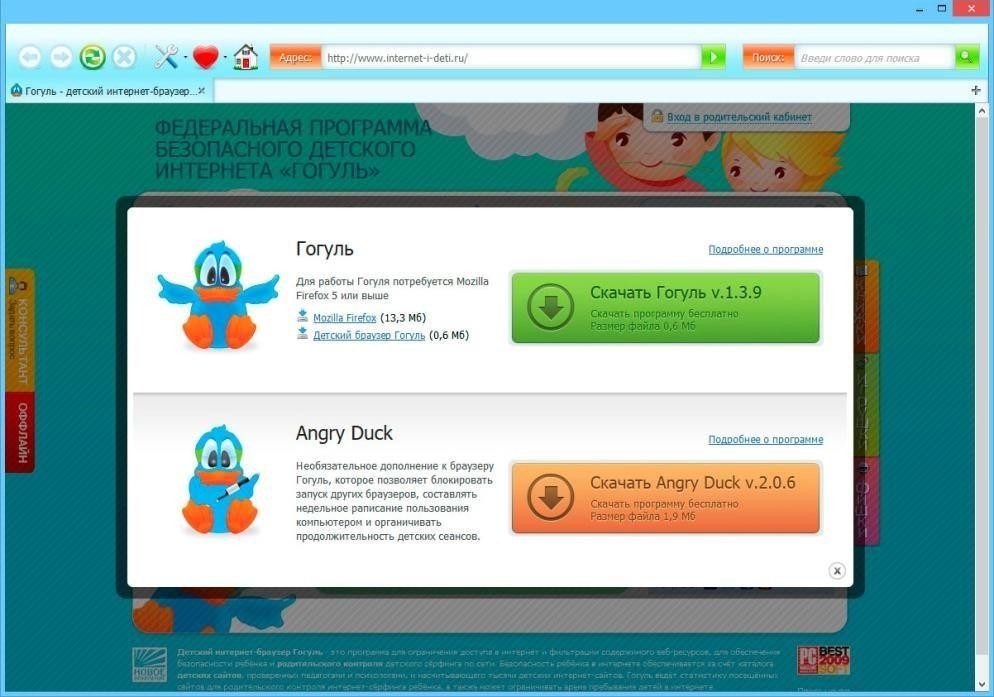 Адрес:
http://www.internet-i-deti.ru/
Поиск:
Введи слово для поиска
Гогуль - детский интернет-браузер...
ФЕДЕРАЛЬНАЯ ПРОГРАММА
БЕЗОПАСНОГО ДЕТСКОГО
ИНТЕРНЕТА «ГОГУЛЬ»
Вход в родительский кабинет
Гогуль
Подробнее о программе
Для работы Гогуля потребуется Mozilla
Firefox 5 или выше
Mozilla Firefox (13,3 Мб)
Детский браузер Гогуль (0,6 Мб)
Скачать Гогуль v.1.3.9
Скачать программу бесплатно
Размер файла 0,6 Мб
КОНСУЛЬТАНТ
Задать вопрос
ОФФЛАЙН
КНИЖКИ
ИГРУШКИ
ФИШКИ
Angry Duck
Подробнее о программе
Необязательное дополнение к браузеру
Гогуль, которое позволяет блокировать
запуск других браузеров, составлять
недельное раписание пользования
компьютером и органичивать
продолжительность детских сеансов.
Скачать Angry Duck v.2.0.6
Скачать программу бесплатно
Размер файла 1,9 Мб
НОВОЕ
Детский интернет-браузер Гогуль - это программа для ограничения доступа в интернет и фильтрации содержимого веб-ресурсов, для обеспечения
безопасности ребёнка и родительского контроля детского сёрфинга по сети. Безопасность ребёнка в интернете обеспечивается за счёт каталога
детских сайтов, проверенных педагогами и психологами, и насчитывающего тысячи детских интернет-сайтов. Гогуль ведёт статистику посещённых
сайтов для родительского контроля интернет-сёрфинга ребёнка, а также может ограничивать время пребывания детей в интернете
PC BEST
2009
SOFT